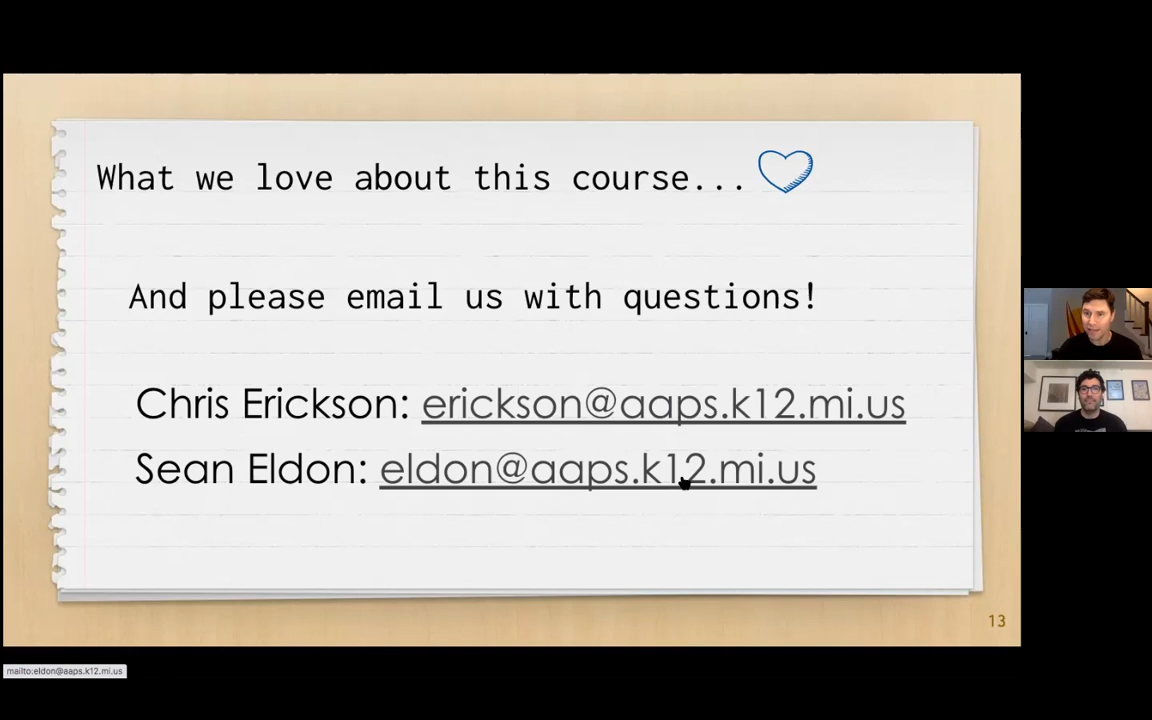 What we love about this course...
And please email us with questions!
Chris Erickson: erickson@aaps.k12.mi.us
Sean Eldon: eldon@aaps.k12.mi.us
13
mailto:eldon@aaps.k12.mi.us